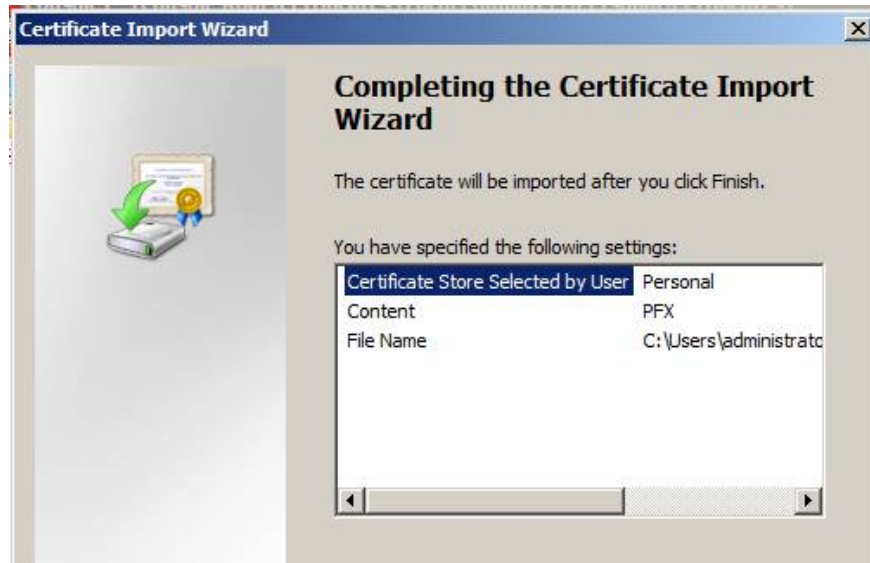 Certificate Import Wizard
Completing the Certificate Import
Wizard
The certificate will be imported after you click Finish.
You have specified the following settings:
Certificate Store Selected by User Personal
Content PFX
File Name C:\Users\administrato